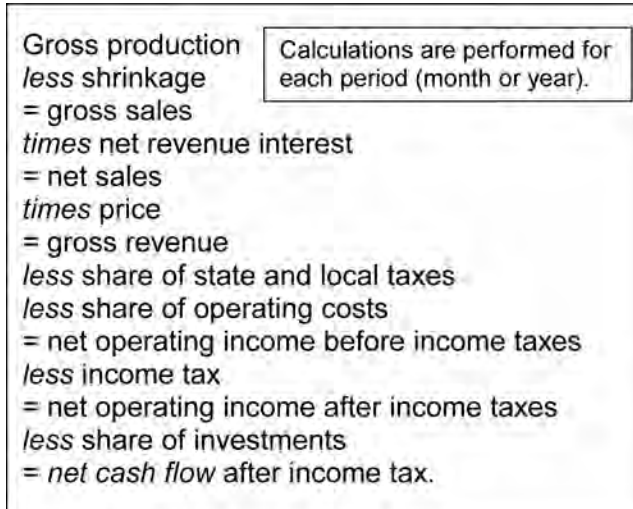 Gross production
less shrinkage
= gross sales
times net revenue interest
= net sales
times price
= gross revenue
less share of state and local taxes
less share of operating costs
= net operating income before income taxes
less income tax
= net operating income after income taxes
less share of investments
= net cash flow after income tax.
Calculations are performed for
each period (month or year).